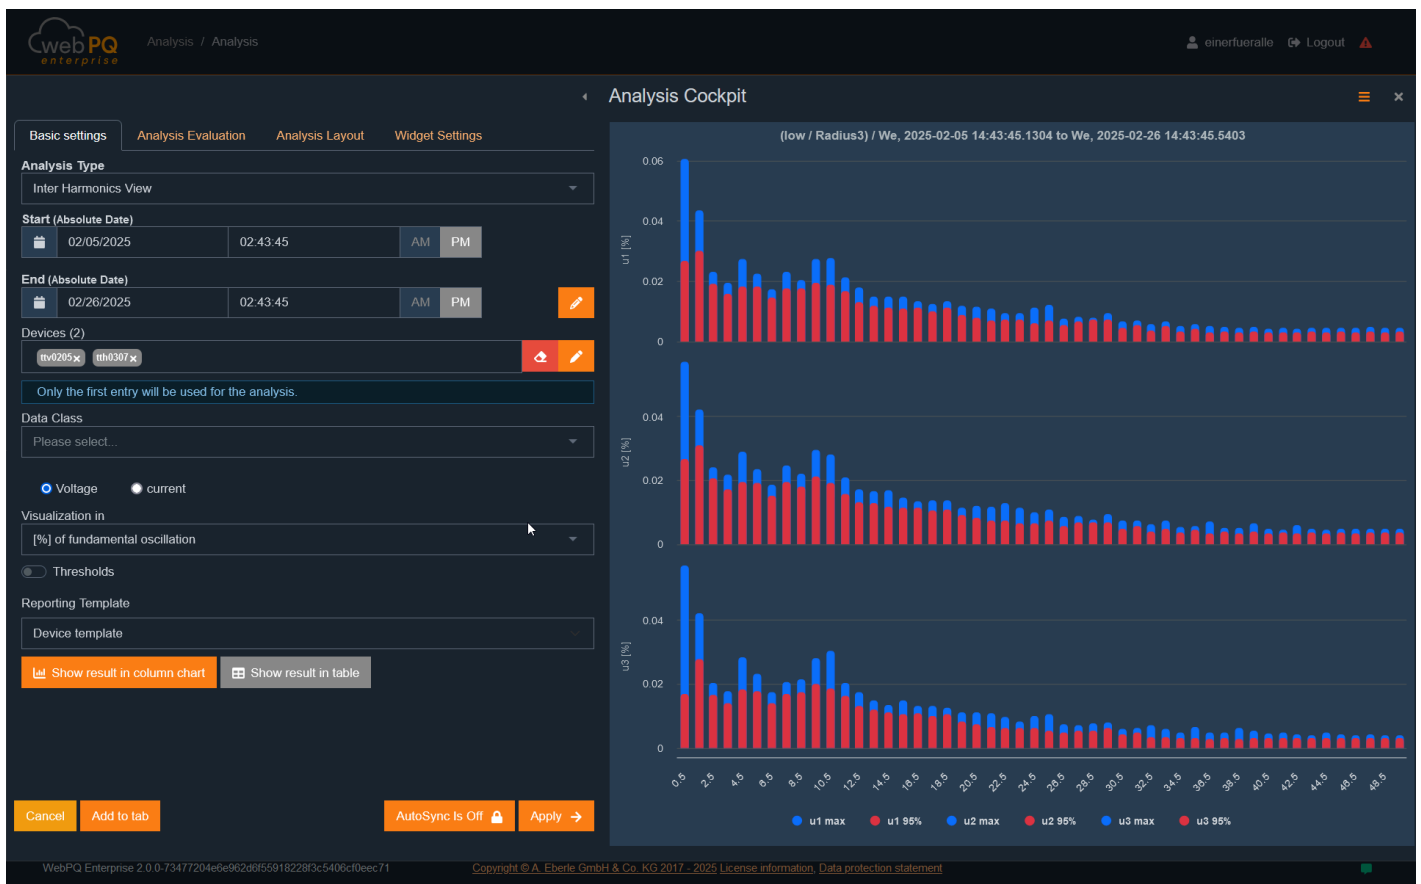 webPQ
enterprise
Analysis / Analysis
einerfueralle Logout
Analysis Cockpit
Basic settings Analysis Evaluation Analysis Layout Widget Settings
Analysis Type
Inter Harmonics View
Start (Absolute Date)
02/05/2025 02:43:45 AM PM
End (Absolute Date)
02/26/2025 02:43:45 AM PM
Devices (2)
ttv0205 x tth0307 x
Only the first entry will be used for the analysis.
Data Class
Please select...
Voltage current
Visualization in
[%] of fundamental oscillation
Thresholds
Reporting Template
Device template
Show result in column chart Show result in table
Cancel Add to tab AutoSync Is Off Apply
(low / Radius3) / We, 2025-02-05 14:43:45.1304 to We, 2025-02-26 14:43:45.5403
0.06
0.04
0.02
0
u1 [%]
0.04
0.02
0
u2 [%]
0.04
0.02
0
u3 [%]
0.5 2.5 4.5 6.5 8.5 10.5 12.5 14.5 16.5 18.5 20.5 22.5 24.5 26.5 28.5 30.5 32.5 34.5 36.5 38.5 40.5 42.5 44.5 46.5 48.5
u1 max u1 95% u2 max u2 95% u3 max u3 95%
WebPQ Enterprise 2.0.0-73477204e6e962d6f55918228f3c5406cf0eec71 Copyright © A. Eberle GmbH & Co. KG 2017 - 2025 License information, Data protection statement